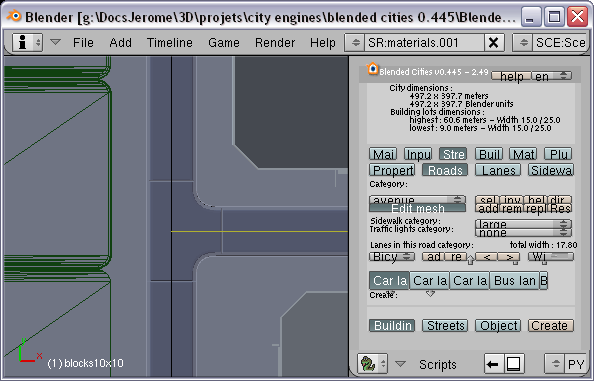 Blender [g:\DocsJerome\3D\projets\city engines\blended cities 0.445\Blende...
File Add Timeline Game Render Help SR:materials.001 SCE:Sce
Blended Cities v0.445 - 2.49 help en
City dimensions :
497.2 x 397.7 meters
497.2 x 397.7 Blender units
Building lots dimensions :
highest : 60.6 meters - Width 15.0 / 25.0
lowest : 9.0 meters - Width 15.0 / 25.0
Mai Inpu Stre Buil Mat Plu
Propert Roads Lanes Sidewa
Category:
avenue sel inv hel dir
Edit mesh add rem repl Res
Sidewalk category: large
Traffic lights category: none
Lanes in this road category: total width : 17.80
Bicy ad re < > Wi
Car la Car la Car la Bus lan B
Create:
Buildin Streets Object Create
y x
(1) blocks10x10
Scripts PY